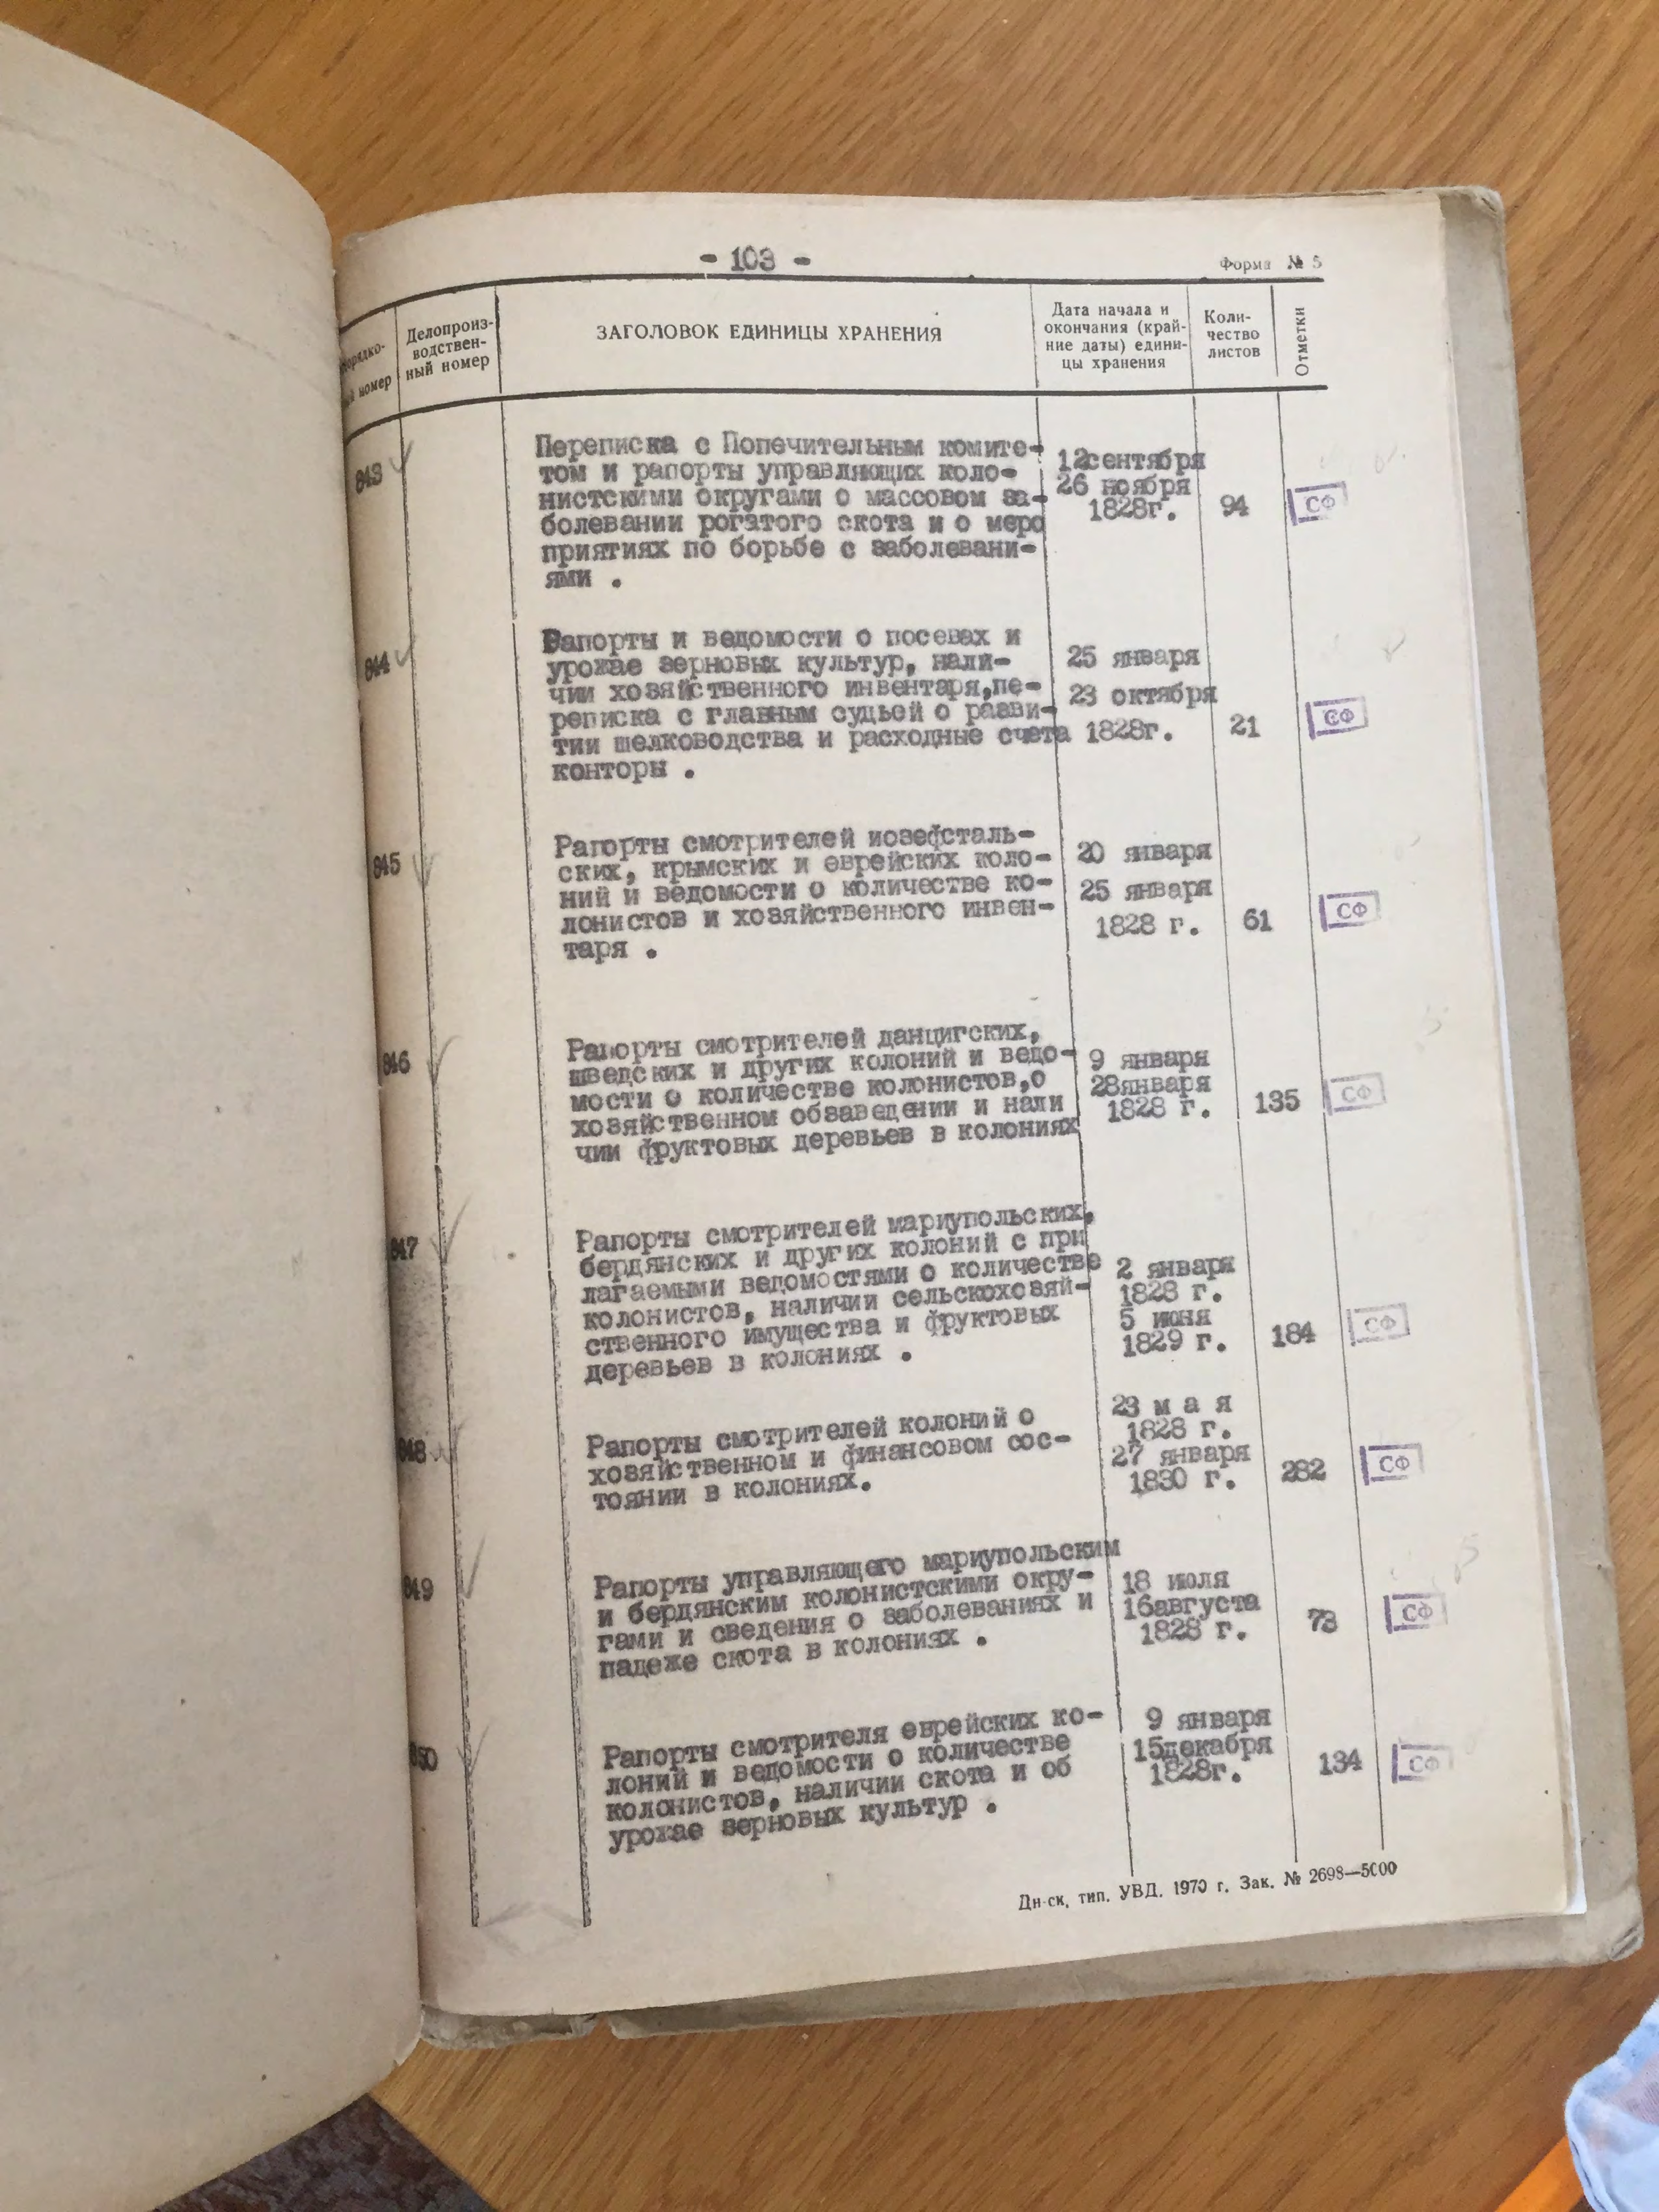 - 103 -
Форма № 5
Порядко-
вый номер
Делопроиз-
водствен-
ный номер
ЗАГОЛОВОК ЕДИНИЦЫ ХРАНЕНИЯ
Дата начала и
окончания (край-
ние даты) едини-
цы хранения
Коли-
чество
листов
Отметки
843
Переписка с Попечительным комите-
том и рапорты управляющих коло-
нистскими округами о массовом за-
болевании рогатого скота и о меро
приятиях по борьбе с заболевани-
ями .
12сентября
26 ноября
1828г.
94
СФ
844
Рапорты и ведомости о посевах и
урожае зерновых культур, нали-
чии хозяйственного инвентаря,пе-
реписка с главным судьей о разви-
тии шелководства и расходные счета
конторы .
25 января
23 октября
1828г.
21
СФ
845
Рапорты смотрителей иозефсталь-
ских, крымских и еврейских коло-
ний и ведомости о количестве ко-
лонистов и хозяйственного инвен-
таря .
20 января
25 января
1828 г.
61
СФ
846
Рапорты смотрителей данцигских,
шведских и других колоний и ведо-
мости о количестве колонистов,о
хозяйственном обзаведении и нали
чии фруктовых деревьев в колониях
9 января
28января
1828 г.
135
СФ
847
Рапорты смотрителей мариупольских,
бердянских и других колоний с при
лагаемыми ведомостями о количестве
колонистов, наличии сельскохозяй-
ственного имущества и фруктовых
деревьев в колониях .
2 января
1828 г.
5 июня
1829 г.
184
СФ
848
Рапорты смотрителей колоний о
хозяйственном и финансовом сос-
тоянии в колониях.
23 м а я
1828 г.
27 января
1830 г.
282
СФ
849
Рапорты управляющего мариупольским
и бердянским колонистскими окру-
гами и сведения о заболеваниях и
падеже скота в колониях .
18 июля
16августа
1828 г.
73
СФ
850
Рапорты смотрителя еврейских ко-
лоний и ведомости о количестве
колонистов, наличии скота и об
урожае зерновых культур .
9 января
15декабря
1828г.
134
СФ
Дн-ск, тип. УВД. 1970 г. Зак. № 2698—5000